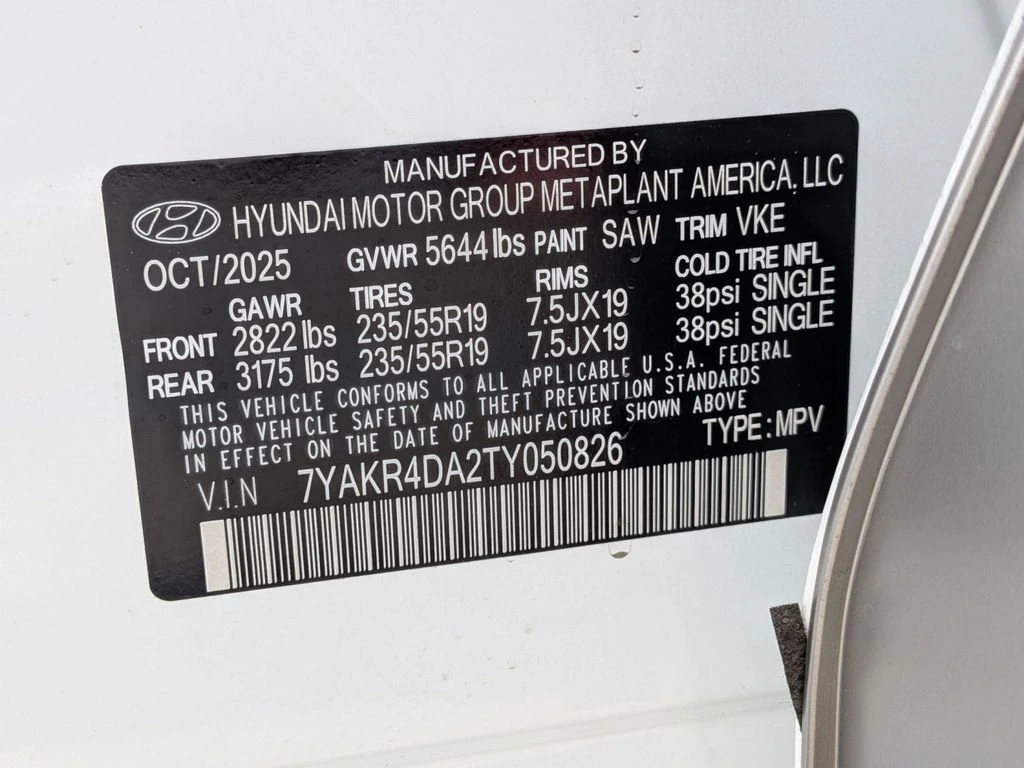 MANUFACTURED BY
HYUNDAI MOTOR GROUP METAPLANT AMERICA, LLC
OCT/2025 GVWR 5644 lbs PAINT SAW TRIM VKE
GAWR TIRES RIMS COLD TIRE INFL
FRONT 2822 lbs 235/55R19 7.5JX19 38psi SINGLE
REAR 3175 lbs 235/55R19 7.5JX19 38psi SINGLE
THIS VEHICLE CONFORMS TO ALL APPLICABLE U.S.A. FEDERAL
MOTOR VEHICLE SAFETY AND THEFT PREVENTION STANDARDS
IN EFFECT ON THE DATE OF MANUFACTURE SHOWN ABOVE
V.I.N 7YAKR4DA2TY050826 TYPE: MPV